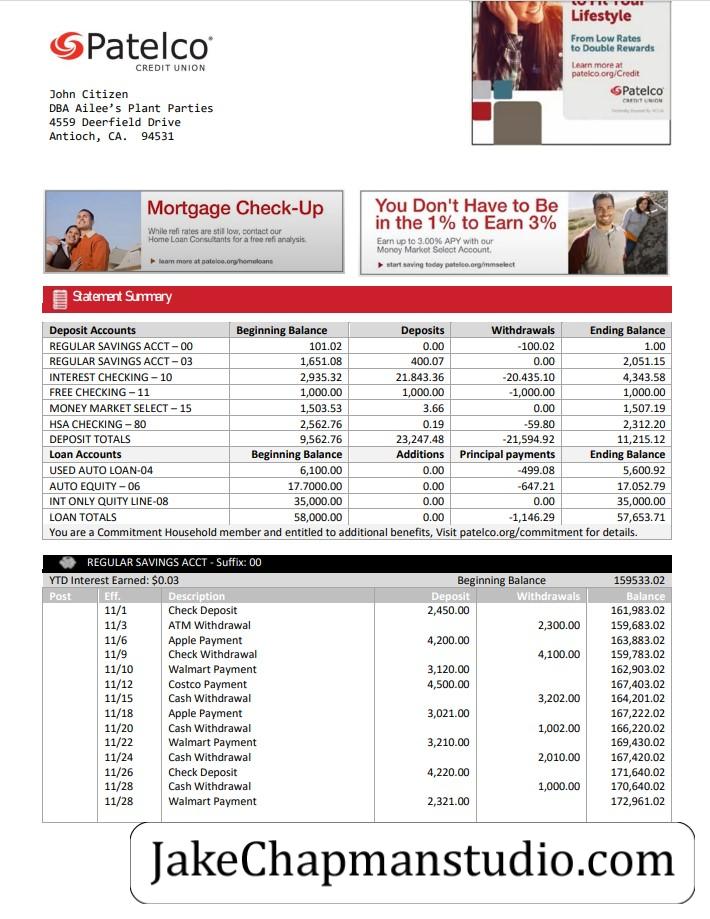 to Fit Your
Lifestyle
From Low Rates
to Double Rewards
Learn more at
patelco.org/Credit
Patelco
CREDIT UNION
Patelco®
CREDIT UNION
John Citizen
DBA Ailee's Plant Parties
4559 Deerfield Drive
Antioch, CA. 94531
Mortgage Check-Up
While refi rates are still low, contact our
Home Loan Consultants for a free refi analysis.
learn more at patelco.org/homeloans
You Don't Have to Be
in the 1% to Earn 3%
Earn up to 3.00% APY with our
Money Market Select Account.
start saving today patelco.org/mmselect
Statement Summary
Deposit Accounts Beginning Balance Deposits Withdrawals Ending Balance
REGULAR SAVINGS ACCT – 00 101.02 0.00 -100.02 1.00
REGULAR SAVINGS ACCT – 03 1,651.08 400.07 0.00 2,051.15
INTEREST CHECKING – 10 2,935.32 21.843.36 -20.435.10 4,343.58
FREE CHECKING – 11 1,000.00 1,000.00 -1,000.00 1,000.00
MONEY MARKET SELECT – 15 1,503.53 3.66 0.00 1,507.19
HSA CHECKING – 80 2,562.76 0.19 -59.80 2,312.20
DEPOSIT TOTALS 9,562.76 23,247.48 -21,594.92 11,215.12
Loan Accounts Beginning Balance Additions Principal payments Ending Balance
USED AUTO LOAN-04 6,100.00 0.00 -499.08 5,600.92
AUTO EQUITY – 06 17.7000.00 0.00 -647.21 17.052.79
INT ONLY QUITY LINE-08 35,000.00 0.00 0.00 35,000.00
LOAN TOTALS 58,000.00 0.00 -1,146.29 57,653.71
You are a Commitment Household member and entitled to additional benefits, Visit patelco.org/commitment for details.
REGULAR SAVINGS ACCT - Suffix: 00
YTD Interest Earned: $0.03 Beginning Balance 159533.02
Post Eff. Description Deposit Withdrawals Balance
11/1 Check Deposit 2,450.00 161,983.02
11/3 ATM Withdrawal 2,300.00 159,683.02
11/6 Apple Payment 4,200.00 163,883.02
11/9 Check Withdrawal 4,100.00 159,783.02
11/10 Walmart Payment 3,120.00 162,903.02
11/12 Costco Payment 4,500.00 167,403.02
11/15 Cash Withdrawal 3,202.00 164,201.02
11/18 Apple Payment 3,021.00 167,222.02
11/20 Cash Withdrawal 1,002.00 166,220.02
11/22 Walmart Payment 3,210.00 169,430.02
11/24 Cash Withdrawal 2,010.00 167,420.02
11/26 Check Deposit 4,220.00 171,640.02
11/28 Cash Withdrawal 1,000.00 170,640.02
11/28 Walmart Payment 2,321.00 172,961.02
JakeChapmanstudio.com